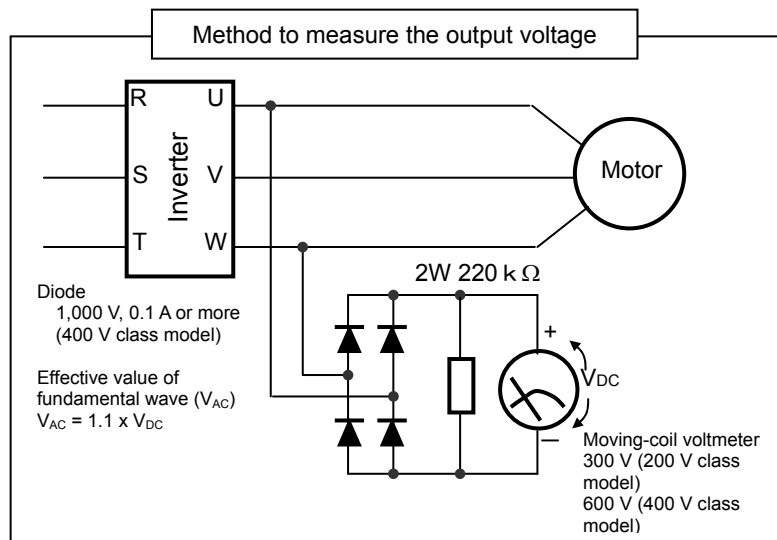 Method to measure the output voltage
R
U
S
V
T
W
Inverter
Motor
2W 220 k Ω
Diode
1,000 V, 0.1 A or more
(400 V class model)
Effective value of
fundamental wave (VAC)
VAC = 1.1 x VDC
+
VDC
—
Moving-coil voltmeter
300 V (200 V class
model)
600 V (400 V class
model)